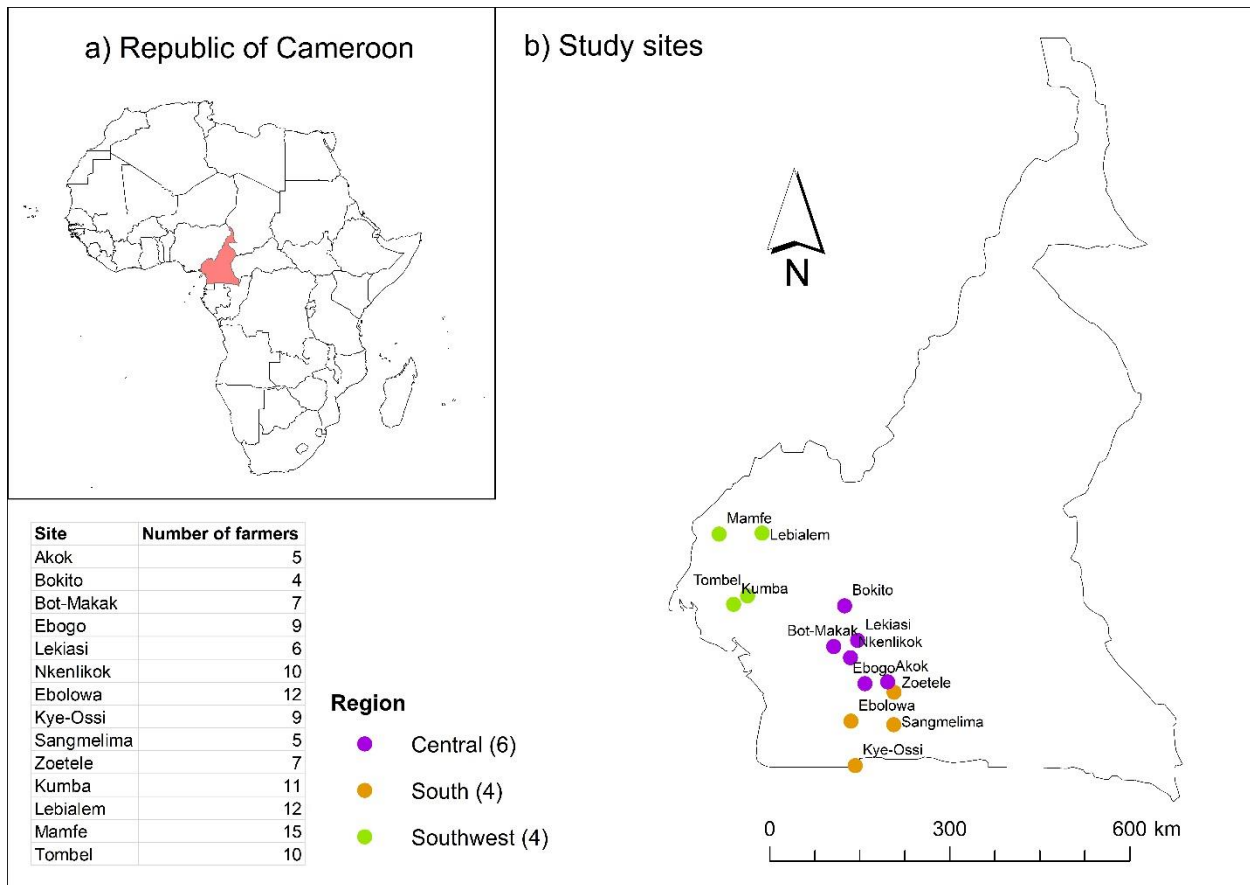 a) Republic of Cameroon
b) Study sites
N
Site Number of farmers
Akok 5
Bokito 4
Bot-Makak 7
Ebogo 9
Lekiasi 6
Nkenlikok 10
Ebolowa 12
Kye-Ossi 9
Sangmelima 5
Zoetele 7
Kumba 11
Lebialem 12
Mamfe 15
Tombel 10
Region
Central (6)
South (4)
Southwest (4)
Mamfe
Lebialem
Tombel
Kumba
Bokito
Lekiasi
Bot-Makak
Nkenlikok
Ebogo
Akok
Zoetele
Ebolowa
Sangmelima
Kye-Ossi
0 300 600 km